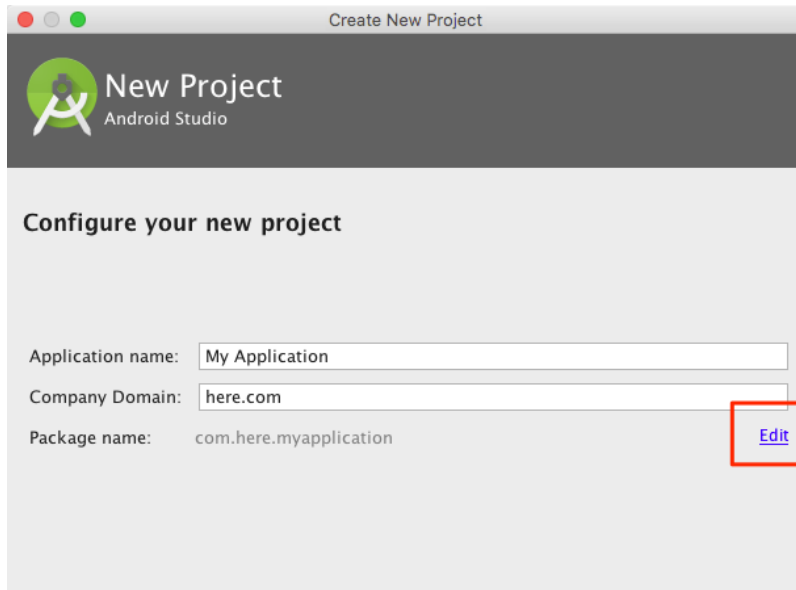 Create New Project
New Project
Android Studio
Configure your new project
Application name: My Application
Company Domain: here.com
Package name: com.here.myapplication Edit